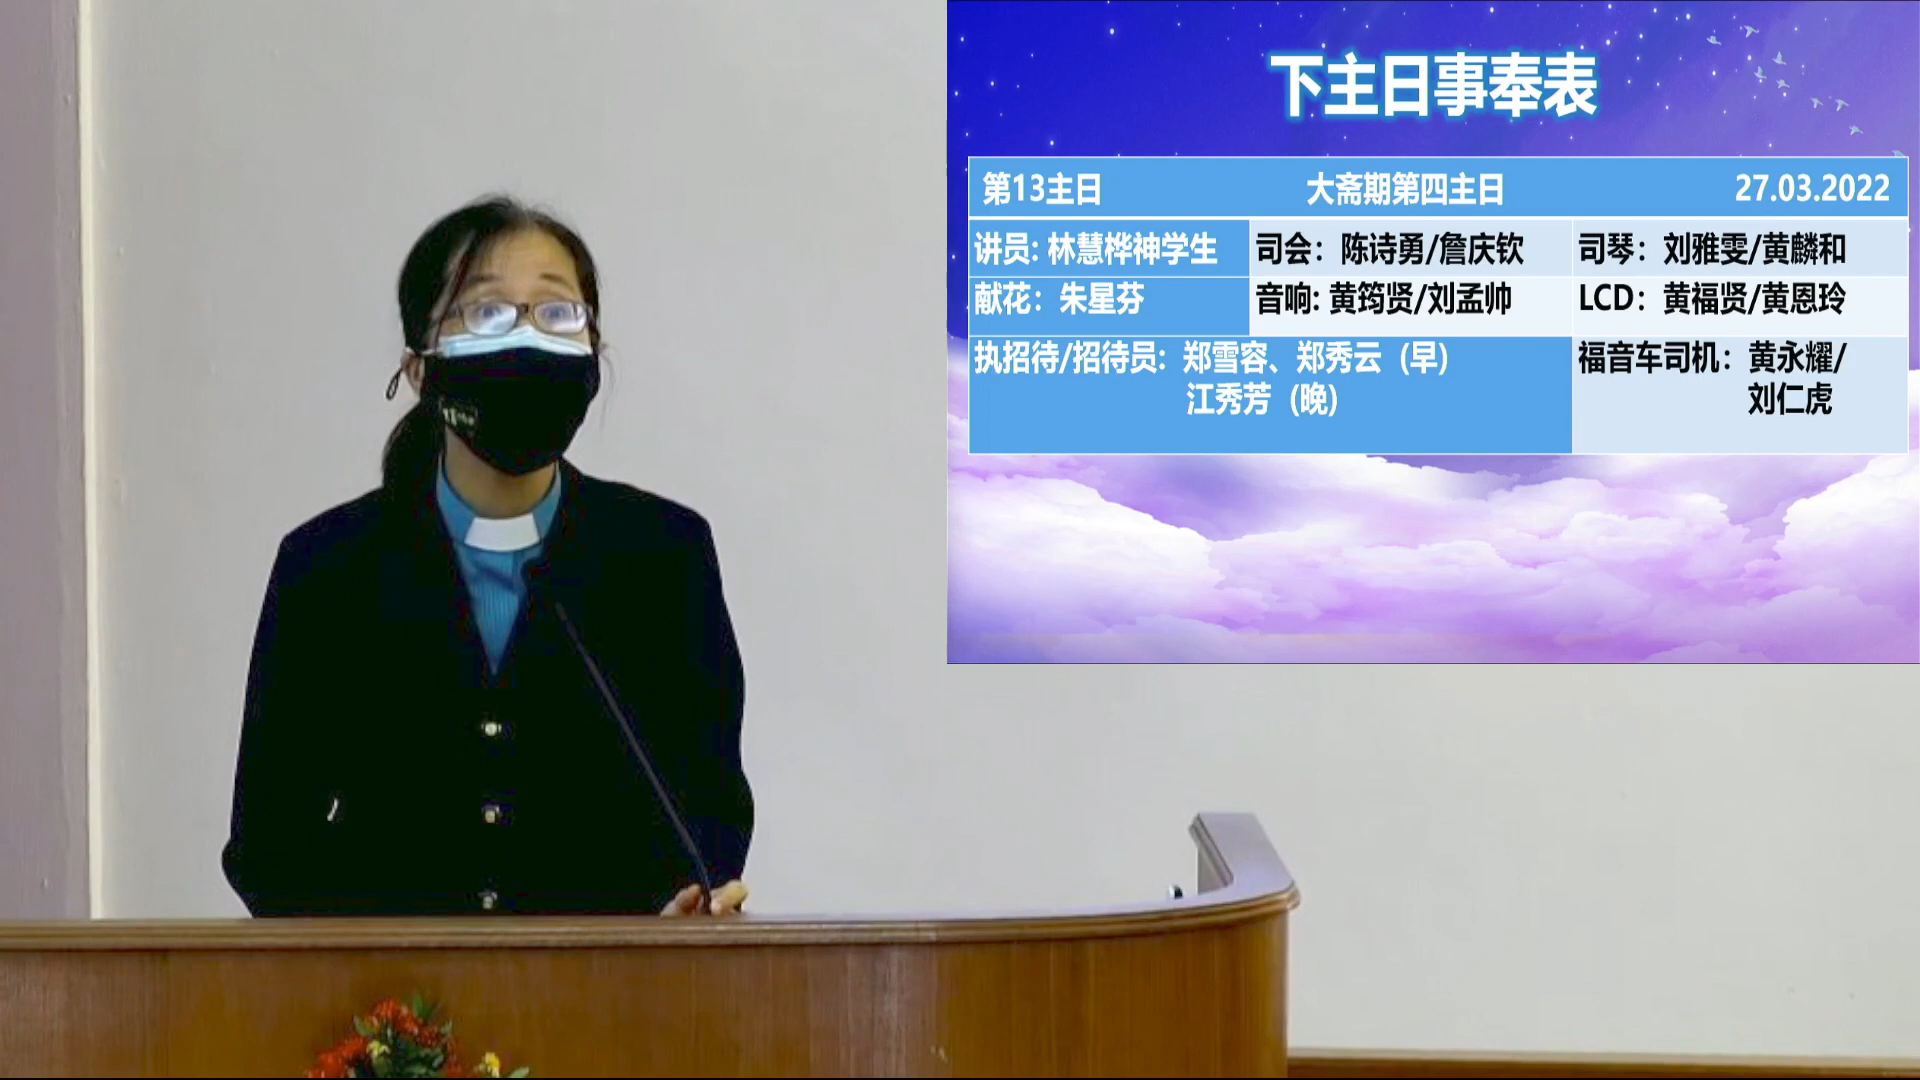 下主日事奉表
第13主日 大斋期第四主日 27.03.2022
讲员: 林慧桦神学生 司会：陈诗勇/詹庆钦 司琴：刘雅雯/黄麟和
献花：朱星芬 音响: 黄筠贤/刘孟帅 LCD：黄福贤/黄恩玲
执招待/招待员: 郑雪容、郑秀云 (早) 福音车司机：黄永耀/
江秀芳 (晚) 刘仁虎